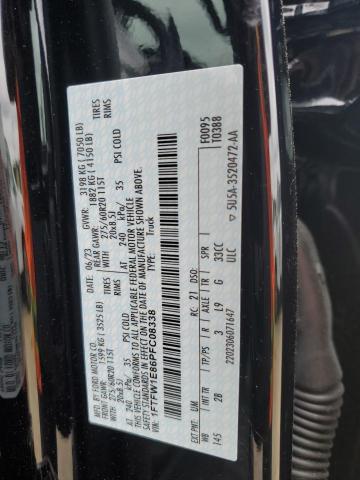 MFD. BY: FORD MOTOR CO.
DATE: 06/23 GVWR: 3198 KG (7050 LB)
FRONT GAWR: 1599 KG (3525 LB) REAR GAWR: 1882 KG (4150 LB)
WITH 275/60R20 115T TIRES WITH 275/60R20 115T TIRES
20x8.5J RIMS 20x8.5J RIMS
AT 240 kPa/ 35 PSI COLD AT 240 kPa/ 35 PSI COLD
THIS VEHICLE CONFORMS TO ALL APPLICABLE FEDERAL MOTOR VEHICLE
SAFETY STANDARDS IN EFFECT ON THE DATE OF MANUFACTURE SHOWN ABOVE.
VIN: 1FTFW1E86PFC08338
TYPE: Truck
F0095
T0388
EXT PNT: UM RC: 21 DSO:
WB INT TR TP/PS R AXLE TR SPR
145 2B 3 L9 G 33CC
ULC
2202306071647
5U5A-3520472-AA